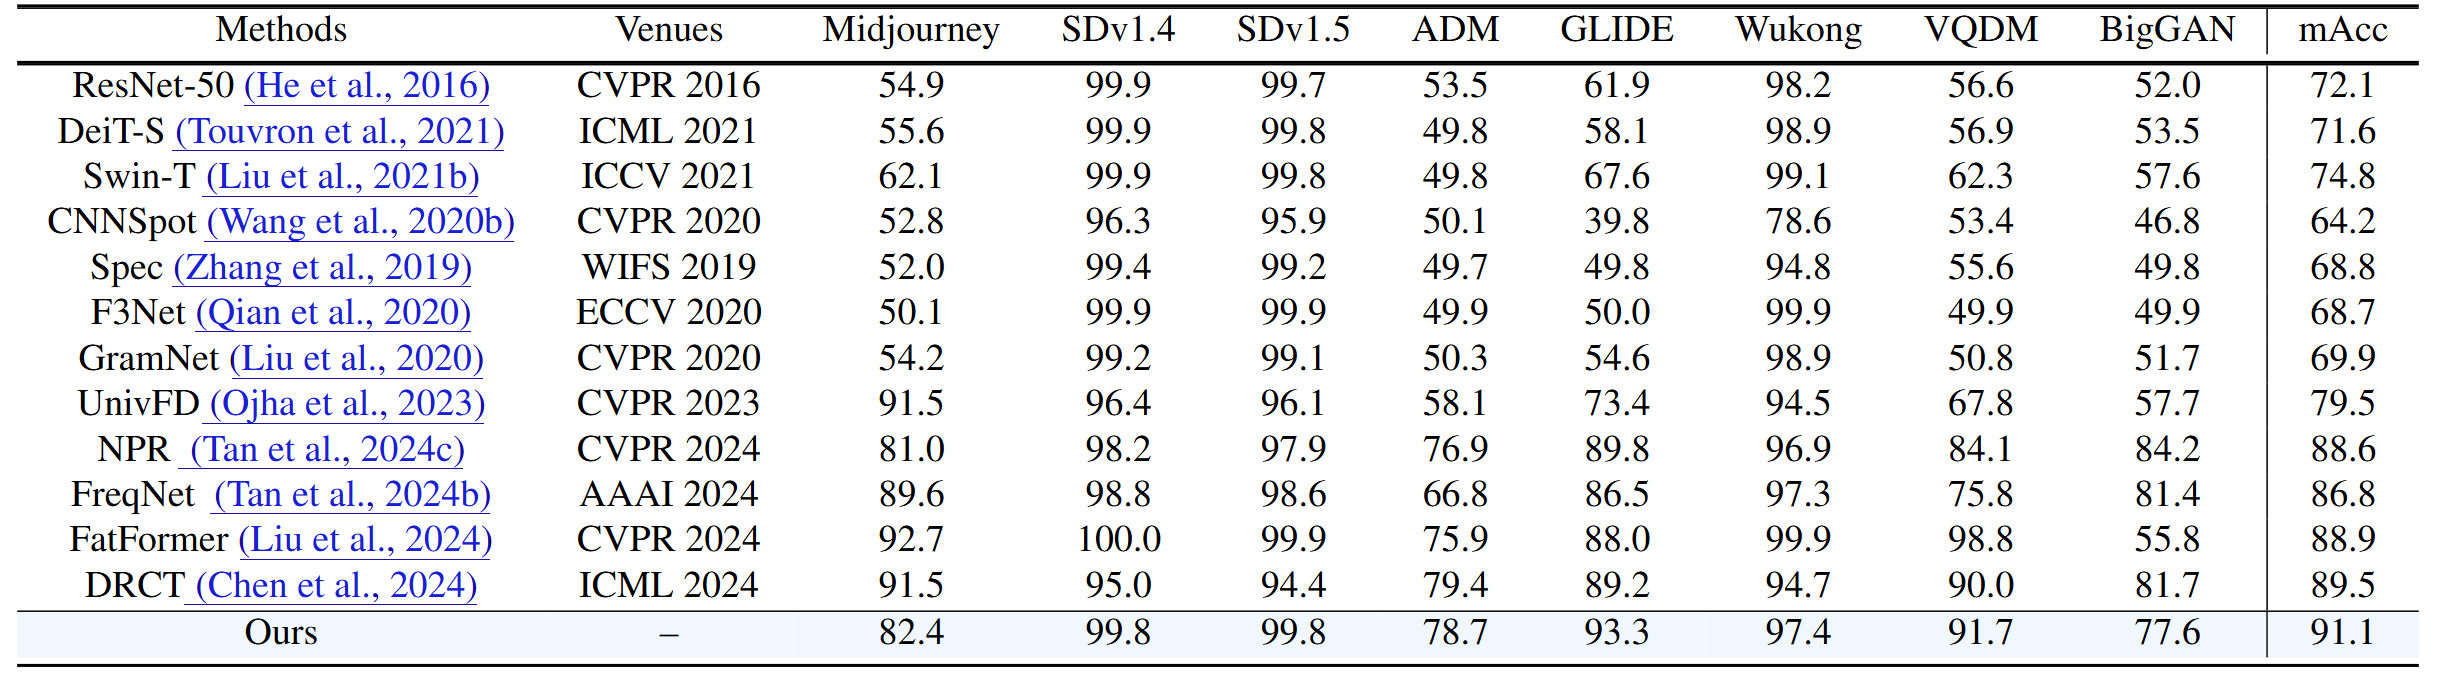 Methods Venues Midjourney SDv1.4 SDv1.5 ADM GLIDE Wukong VQDM BigGAN mAcc
ResNet-50 (He et al., 2016) CVPR 2016 54.9 99.9 99.7 53.5 61.9 98.2 56.6 52.0 72.1
DeiT-S (Touvron et al., 2021) ICML 2021 55.6 99.9 99.8 49.8 58.1 98.9 56.9 53.5 71.6
Swin-T (Liu et al., 2021b) ICCV 2021 62.1 99.9 99.8 49.8 67.6 99.1 62.3 57.6 74.8
CNNSpot (Wang et al., 2020b) CVPR 2020 52.8 96.3 95.9 50.1 39.8 78.6 53.4 46.8 64.2
Spec (Zhang et al., 2019) WIFS 2019 52.0 99.4 99.2 49.7 49.8 94.8 55.6 49.8 68.8
F3Net (Qian et al., 2020) ECCV 2020 50.1 99.9 99.9 49.9 50.0 99.9 49.9 49.9 68.7
GramNet (Liu et al., 2020) CVPR 2020 54.2 99.2 99.1 50.3 54.6 98.9 50.8 51.7 69.9
UnivFD (Ojha et al., 2023) CVPR 2023 91.5 96.4 96.1 58.1 73.4 94.5 67.8 57.7 79.5
NPR (Tan et al., 2024c) CVPR 2024 81.0 98.2 97.9 76.9 89.8 96.9 84.1 84.2 88.6
FreqNet (Tan et al., 2024b) AAAI 2024 89.6 98.8 98.6 66.8 86.5 97.3 75.8 81.4 86.8
FatFormer (Liu et al., 2024) CVPR 2024 92.7 100.0 99.9 75.9 88.0 99.9 98.8 55.8 88.9
DRCT (Chen et al., 2024) ICML 2024 91.5 95.0 94.4 79.4 89.2 94.7 90.0 81.7 89.5
Ours – 82.4 99.8 99.8 78.7 93.3 97.4 91.7 77.6 91.1